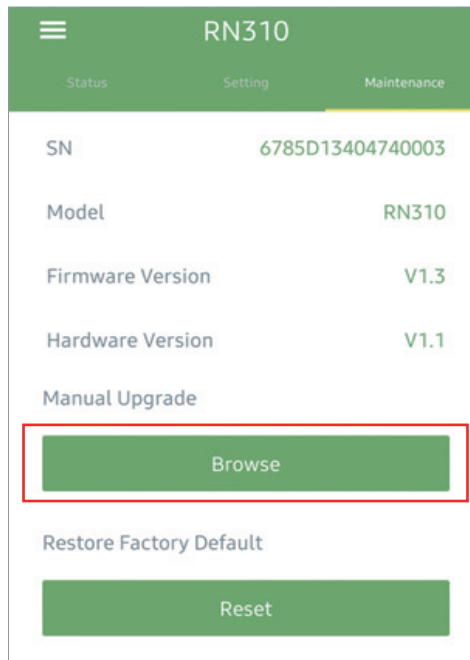 RN310
Status Setting Maintenance
SN 6785D13404740003
Model RN310
Firmware Version V1.3
Hardware Version V1.1
Manual Upgrade
Browse
Restore Factory Default
Reset